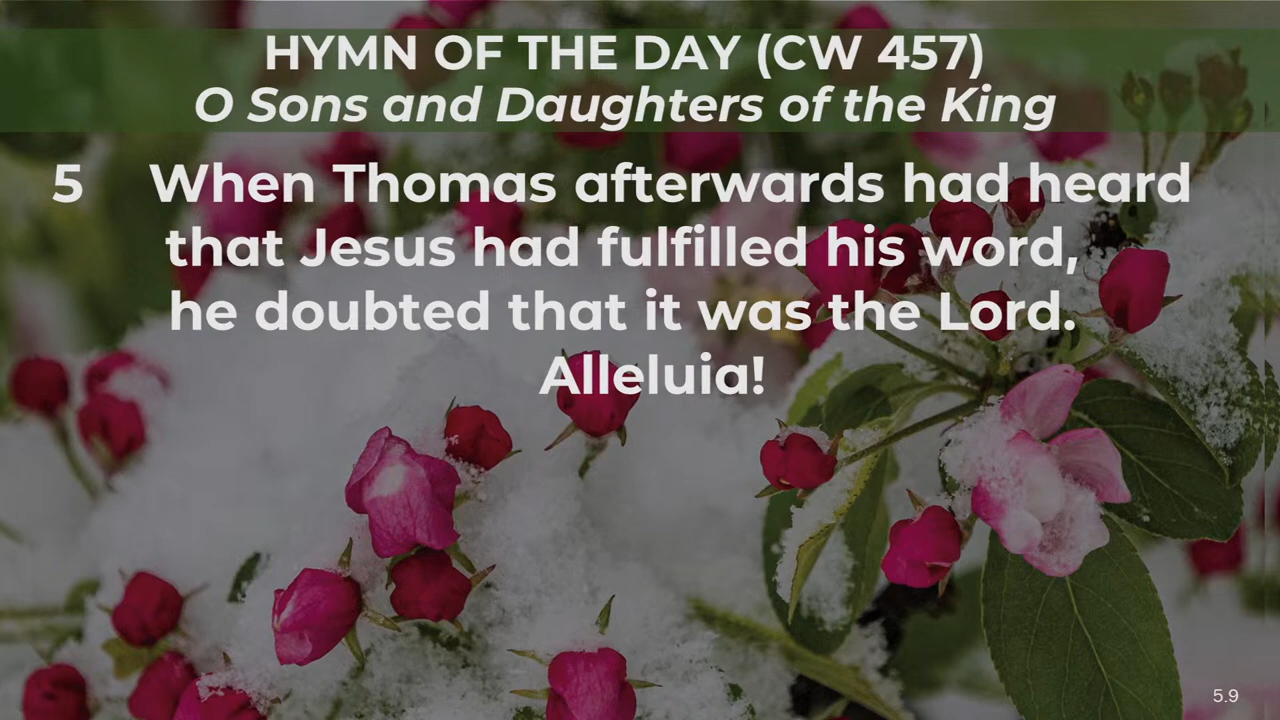 HYMN OF THE DAY (CW 457)
O Sons and Daughters of the King
5 When Thomas afterwards had heard
that Jesus had fulfilled his word,
he doubted that it was the Lord.
Alleluia!
5.9